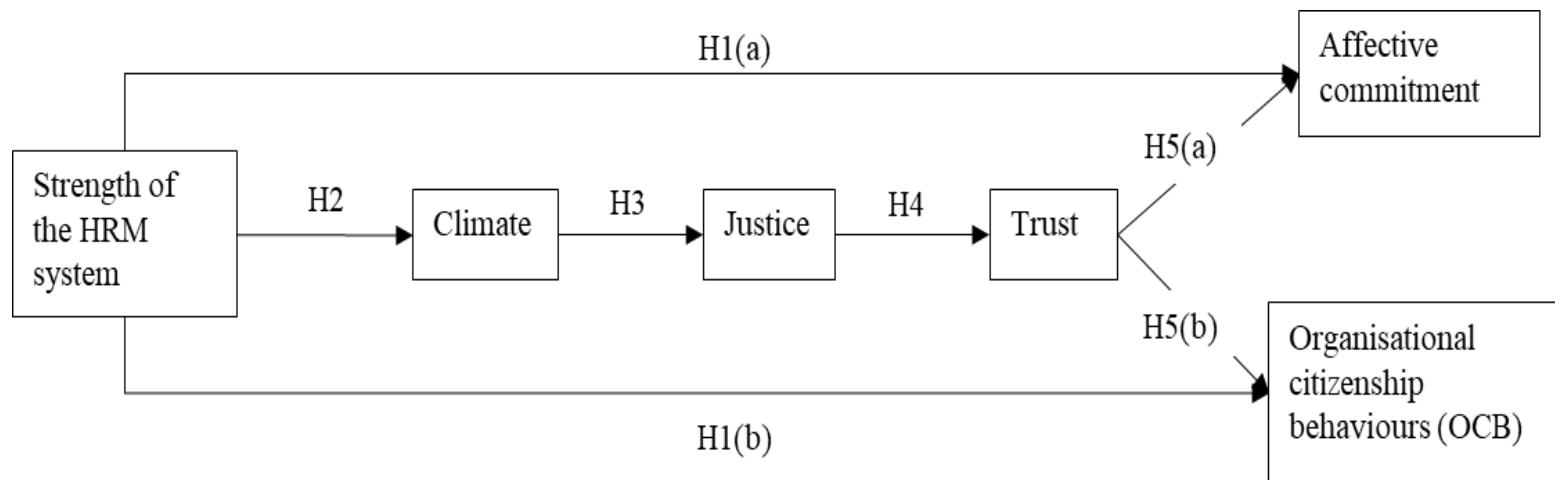 H1(a)
Affective
commitment
Strength of
the HRM
system
H2
Climate
H3
Justice
H4
Trust
H5(a)
H5(b)
Organisational
citizenship
behaviours (OCB)
H1(b)